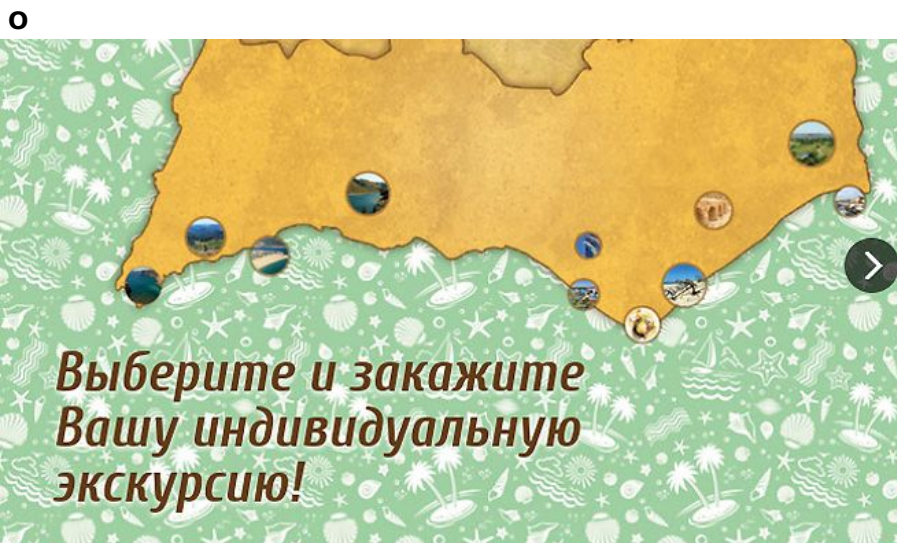 о
Выберите и закажите
Вашу индивидуальную
экскурсию!